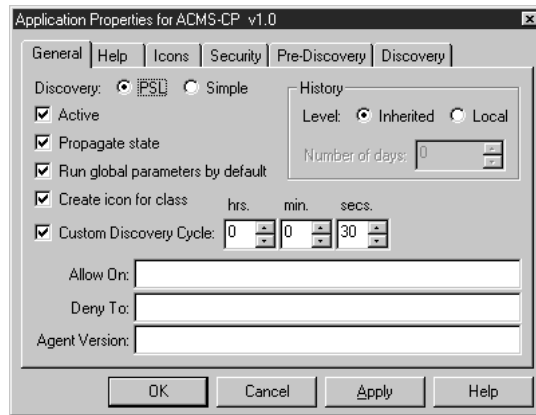 Application Properties for ACMS-CP v1.0
General Help Icons Security Pre-Discovery Discovery
Discovery: PSL Simple
History
Active
Level: Inherited Local
Propagate state
Number of days: 0
Run global parameters by default
Create icon for class
hrs. min. secs.
Custom Discovery Cycle: 0 0 30
Allow On:
Deny To:
Agent Version:
OK Cancel Apply Help